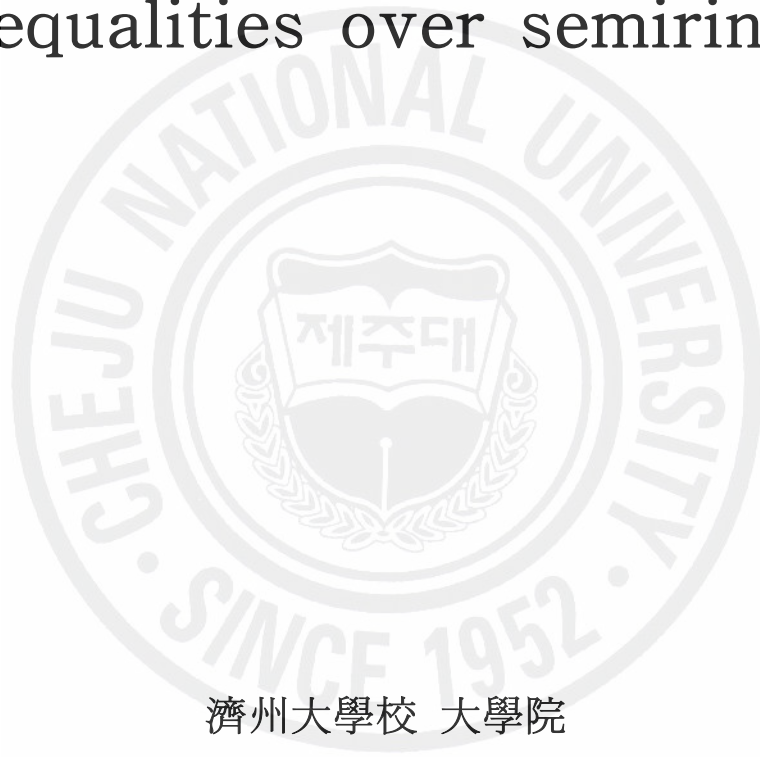 equalities over semirin
CHEJU NATIONAL UNIVERSITY
제주대
· SINCE 1952 ·
濟州大學校 大學院